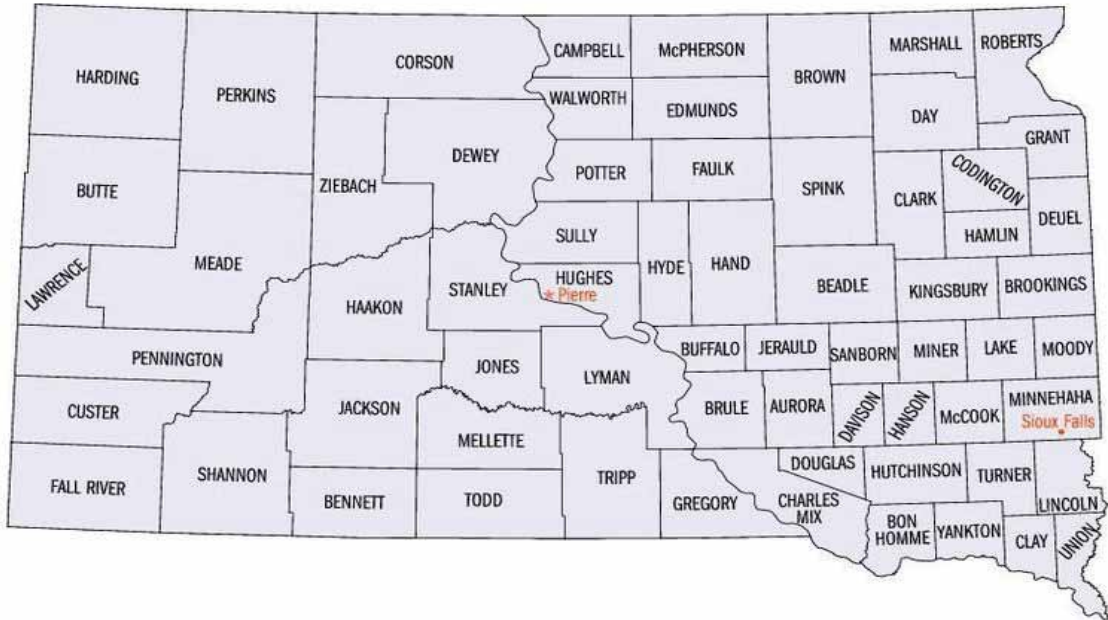 HARDING
PERKINS
CORSON
CAMPBELL
McPHERSON
BROWN
MARSHALL
ROBERTS
WALWORTH
EDMUNDS
DAY
GRANT
BUTTE
ZIEBACH
DEWEY
POTTER
FAULK
SPINK
CLARK
CODINGTON
DEUEL
HAMLIN
LAWRENCE
MEADE
SULLY
HUGHES
* Pierre
HYDE
HAND
HAAKON
STANLEY
BEADLE
KINGSBURY
BROOKINGS
PENNINGTON
JONES
LYMAN
BUFFALO
JERAULD
SANBORN
MINER
LAKE
MOODY
CUSTER
JACKSON
BRULE
AURORA
DAVISON
HANSON
McCOOK
MINNEHAHA
Sioux Falls
MELLETTE
TRIPP
FALL RIVER
SHANNON
BENNETT
TODD
GREGORY
DOUGLAS
CHARLES
MIX
HUTCHINSON
TURNER
LINCOLN
BON
HOMME
YANKTON
CLAY
UNION